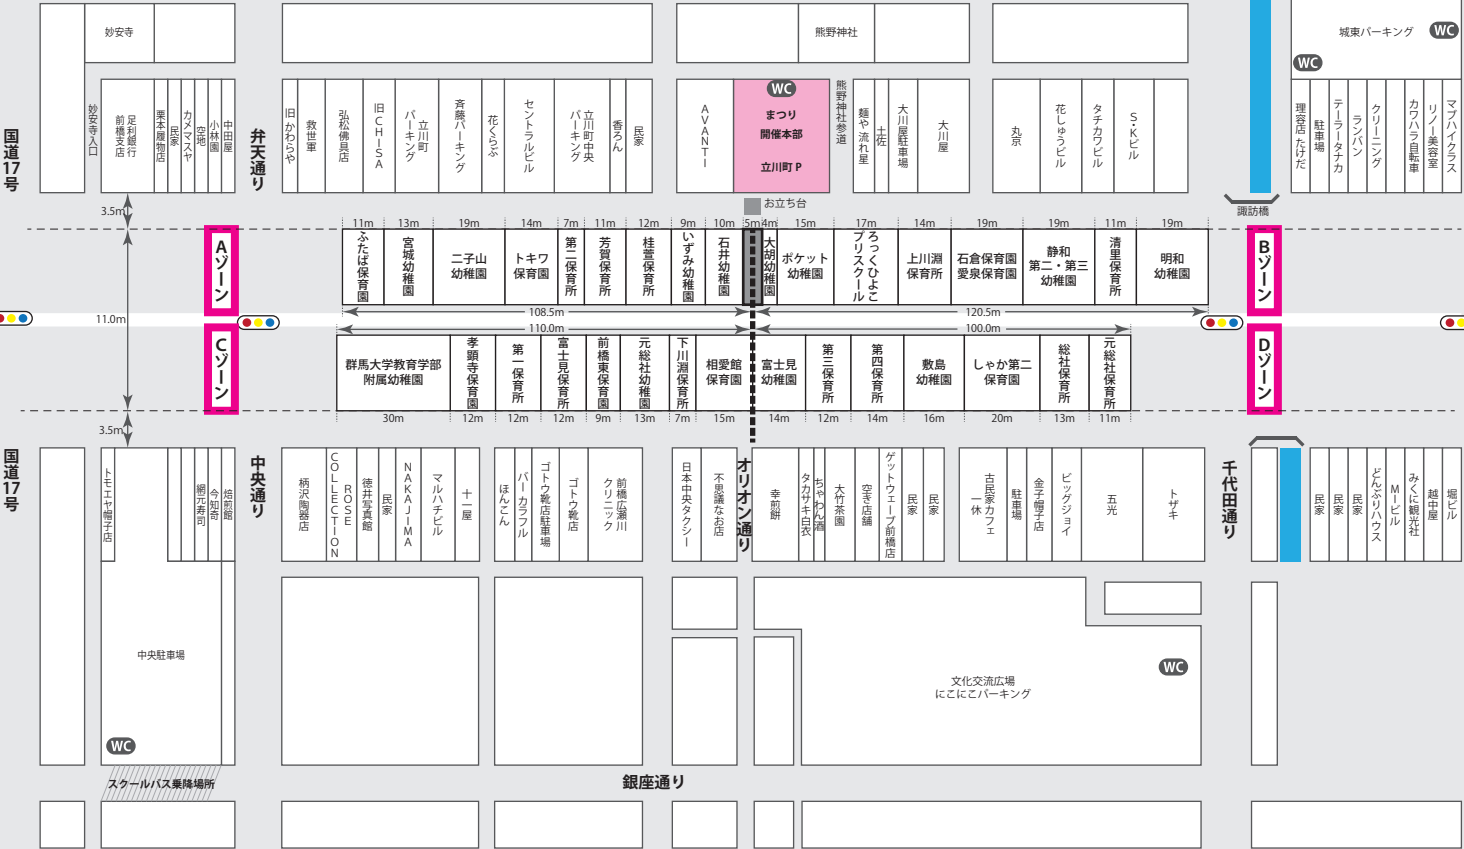 妙安寺
熊野神社
城東パーキング
WC
WC
国道17号
妙安寺入口
足利銀行
前橋支店
栗本履物店
民家
カメマスヤ
空地
小林園
中田屋
弁天通り
旧 かわらや
救世軍
弘松佛具店
旧CHISA
立川町
パーキング
斉藤パーキング
花くらぶ
セントラルビル
立川町中央
パーキング
香ろん
民家
AVANTI
WC
まつり
開催本部
立川町 P
熊野神社参道
麺や 流れ星
土佐
大川屋駐車場
大川屋
丸京
花しゅうビル
タチカワビル
S・Kビル
理容店 たけだ
駐車場
テーラータナカ
ランバン
クリーニング
カワハラ自転車
リノー美容室
マブハイクラス
3.5m
お立ち台
諏訪橋
11m
13m
19m
14m
7m
11m
12m
9m
10m
5m
4m
15m
17m
14m
19m
19m
11m
19m
Aゾーン
ふたば保育園
宮城幼稚園
二子山
幼稚園
トキワ
保育園
第二保育所
芳賀保育所
桂萱保育所
いずみ幼稚園
石井幼稚園
大胡幼稚園
ポケット
幼稚園
ろっくひよこ
プリスクール
上川淵
保育所
石倉保育園
愛泉保育園
静和
第二・第三
幼稚園
清里保育所
明和
幼稚園
Bゾーン
11.0m
108.5m
120.5m
110.0m
100.0m
Cゾーン
群馬大学教育学部
附属幼稚園
孝顕寺保育園
第一保育所
富士見保育所
前橋東保育園
元総社幼稚園
下川淵保育所
相愛館
保育園
富士見
幼稚園
第三保育所
第四保育所
敷島
幼稚園
しゃか第二
保育園
総社保育所
元総社保育所
Dゾーン
30m
12m
12m
12m
9m
13m
7m
15m
14m
12m
14m
16m
20m
13m
11m
3.5m
国道17号
トモエヤ帽子店
網元寿司
今知奇
焙煎館
中央通り
柄沢陶器店
ROSE
COLLECTION
徳井写真館
民家
NAKAJIMA
マルハチビル
十一屋
ほんこん
バー カラフル
ゴトウ靴店駐車場
ゴトウ靴店
前橋広瀬川
クリニック
日本中央タクシー
不思議なお店
オリオン通り
幸煎餅
タカサキ白衣
ちゃわん酒
大竹茶園
空き店舗
ゲットウェーブ前橋店
民家
民家
古民家カフェ
一休
駐車場
金子帽子店
ビッグジョイ
五光
トザキ
千代田通り
民家
民家
民家
どんぶりハウス
Mービル
みくに観光社
越中屋
堀ビル
中央駐車場
WC
スクールバス乗降場所
文化交流広場
にこにこパーキング
WC
銀座通り